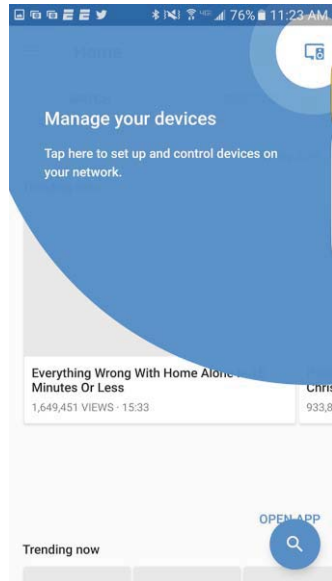 76% 11:23 AM
Home
Manage your devices
Tap here to set up and control devices on
your network.
Everything Wrong With Home Alone
Minutes Or Less
1,649,451 VIEWS · 15:33
Chris
933,8
OPEN APP
Trending now